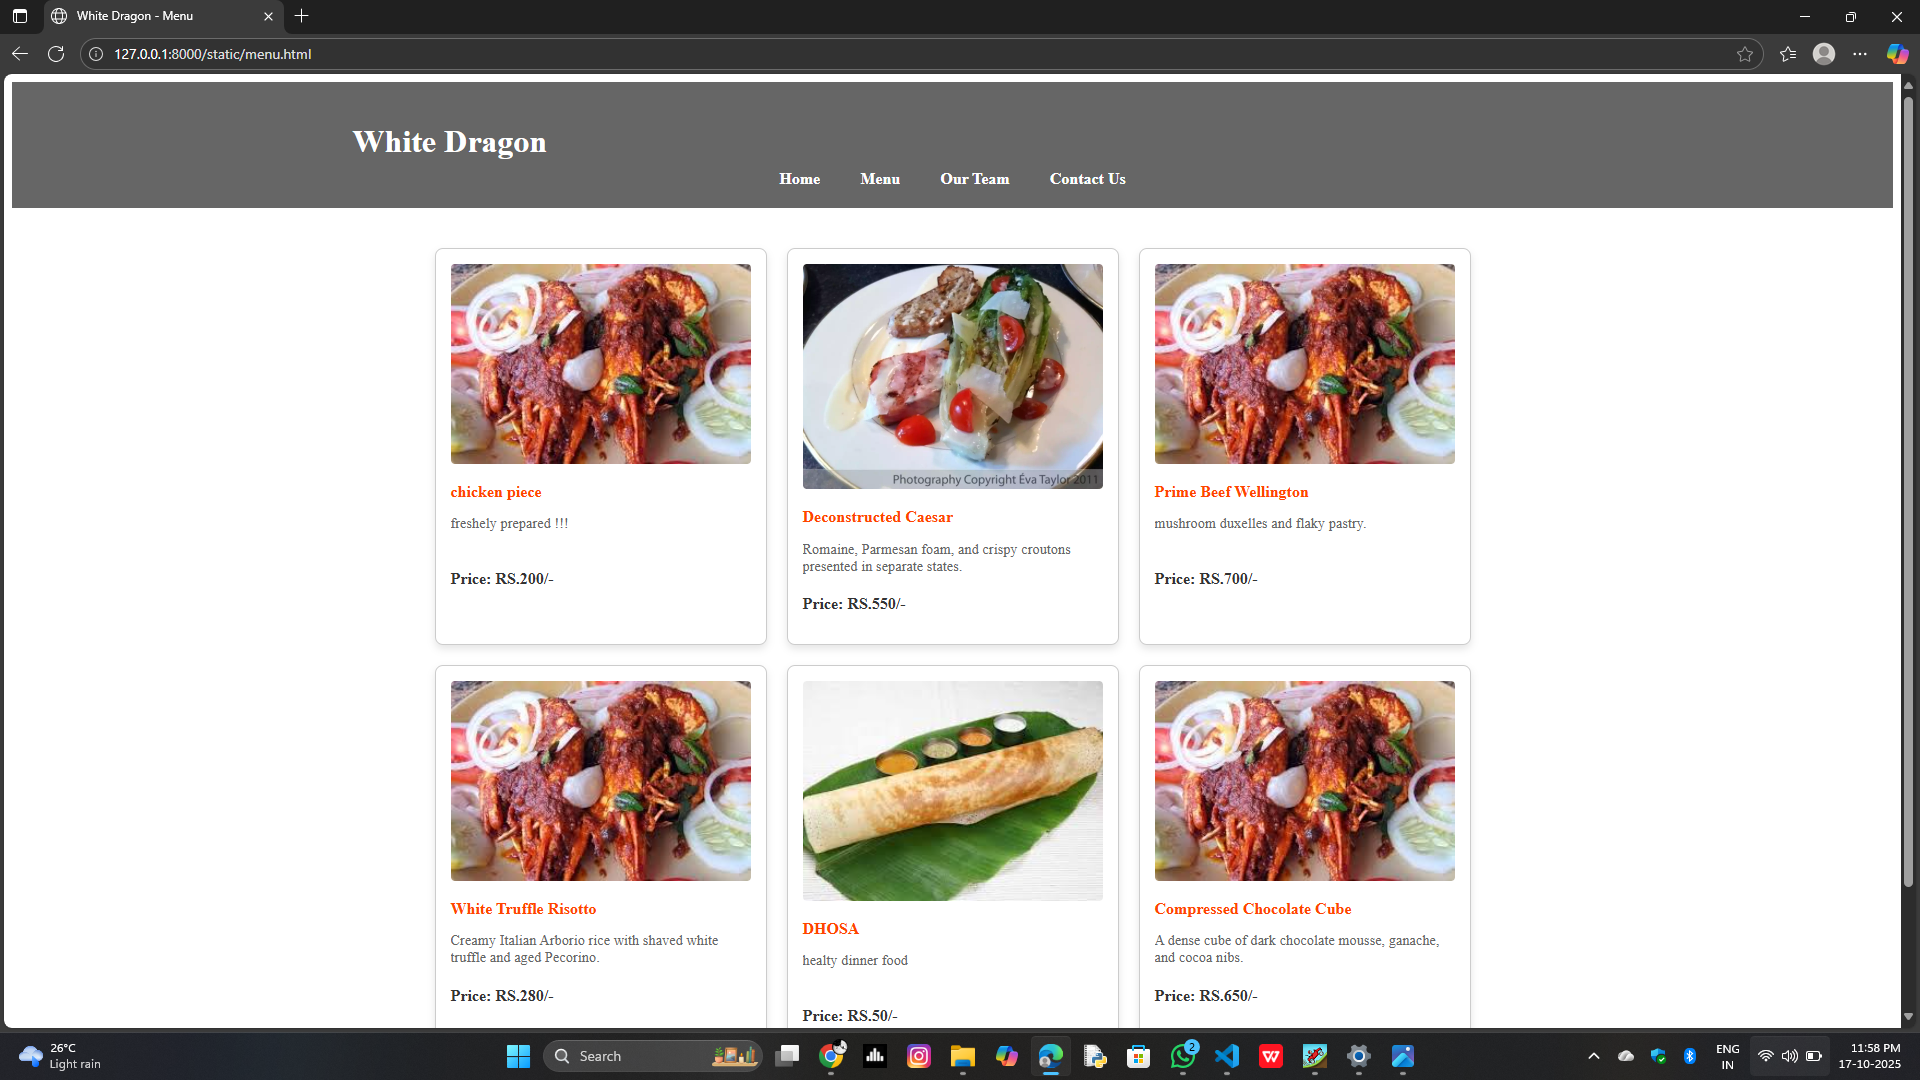 White Dragon - Menu
127.0.0.1:8000/static/menu.html
White Dragon
Home Menu Our Team Contact Us
Photography Copyright Éva Taylor 2011
chicken piece
freshely prepared !!!
Price: RS.200/-
Deconstructed Caesar
Romaine, Parmesan foam, and crispy croutons
presented in separate states.
Price: RS.550/-
Prime Beef Wellington
mushroom duxelles and flaky pastry.
Price: RS.700/-
White Truffle Risotto
Creamy Italian Arborio rice with shaved white
truffle and aged Pecorino.
Price: RS.280/-
DHOSA
healty dinner food
Price: RS.50/-
Compressed Chocolate Cube
A dense cube of dark chocolate mousse, ganache,
and cocoa nibs.
Price: RS.650/-
26°C
Light rain
Search
2
W
ENG
IN
11:58 PM
17-10-2025